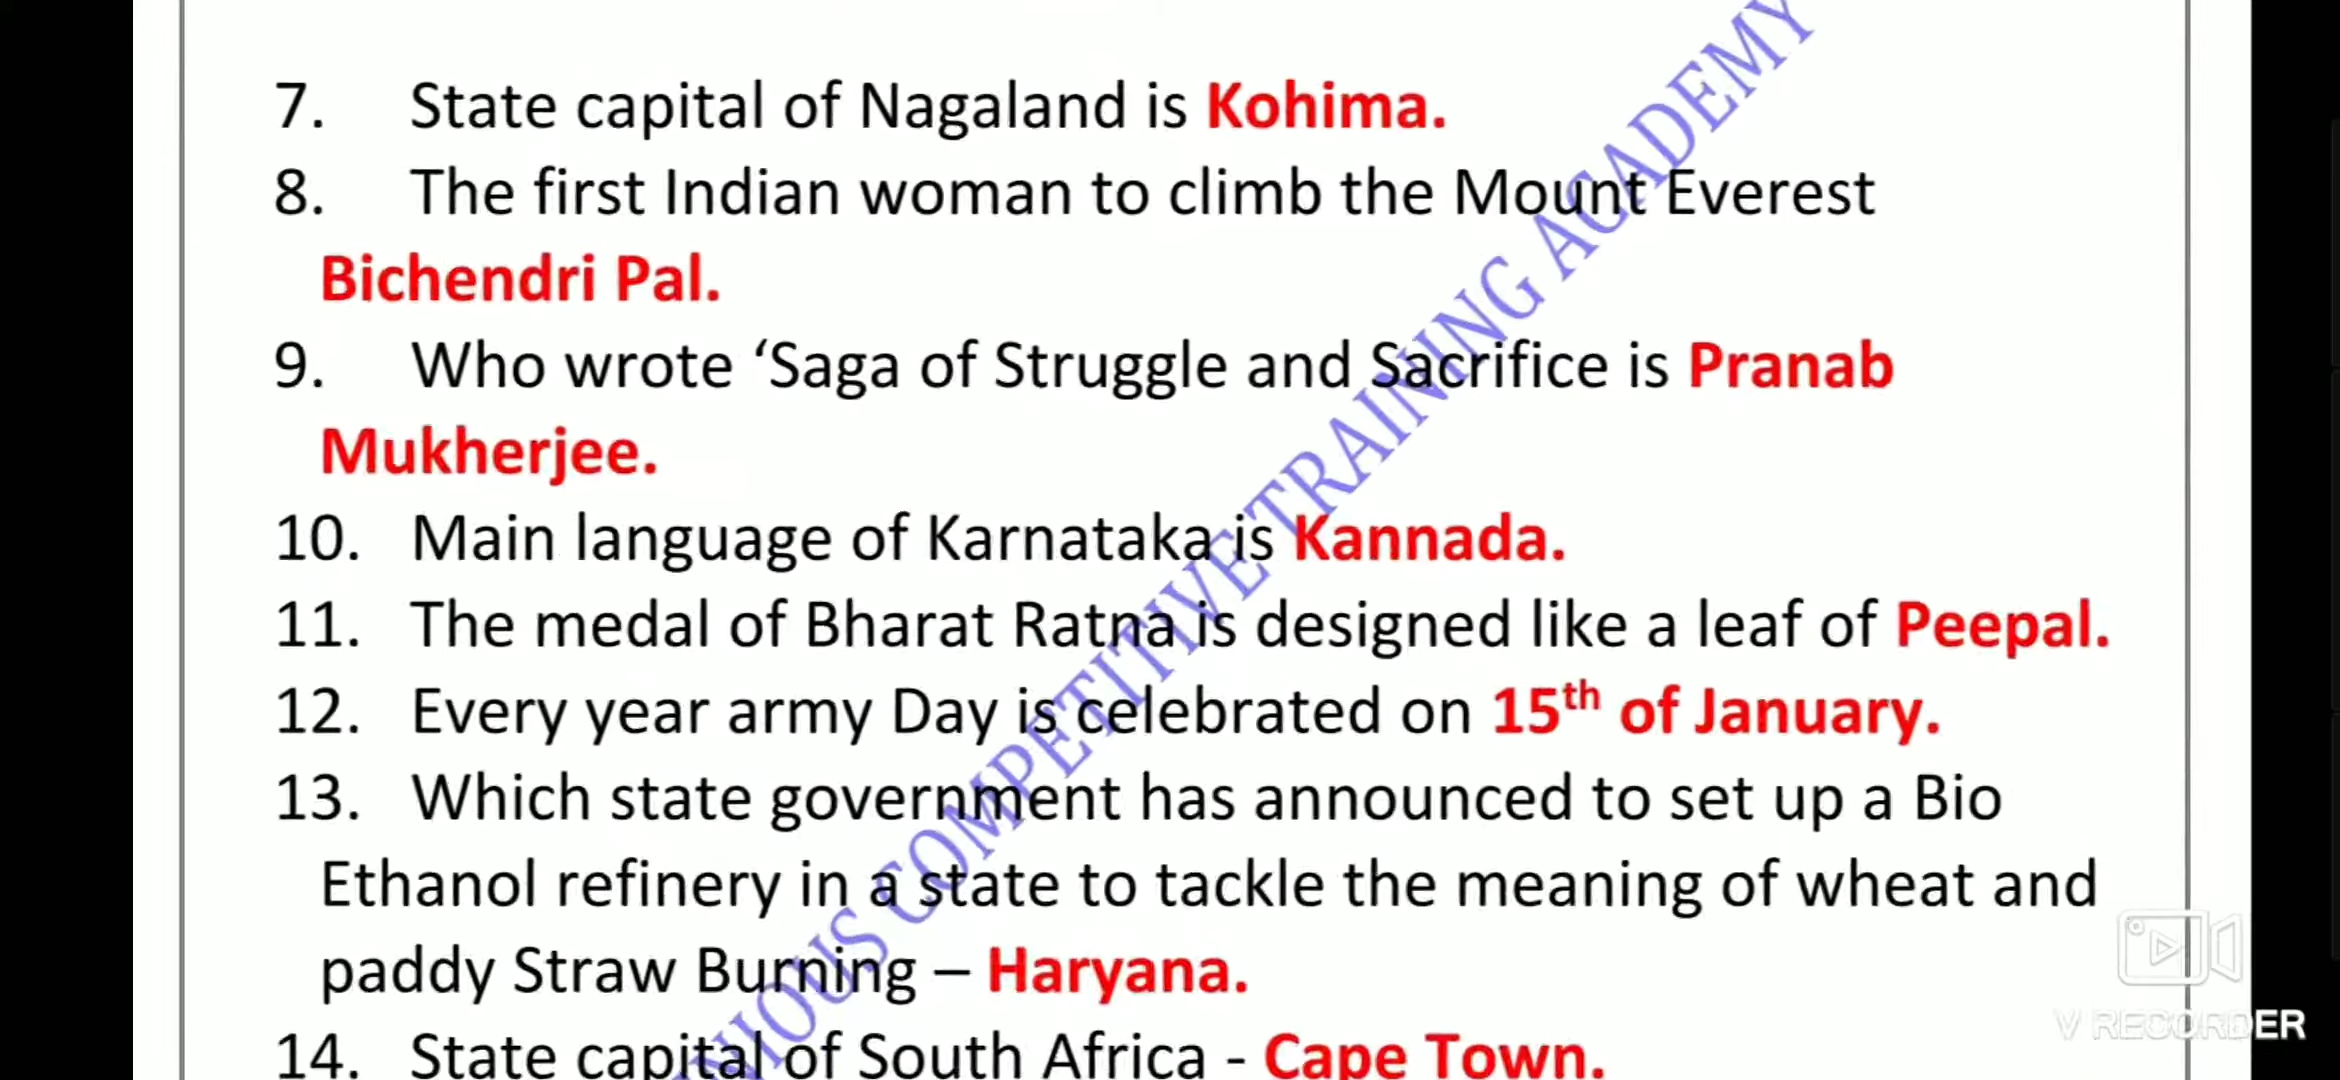 7. State capital of Nagaland is Kohima.
8. The first Indian woman to climb the Mount Everest
Bichendri Pal.
9. Who wrote ‘Saga of Struggle and Sacrifice is Pranab
Mukherjee.
10. Main language of Karnataka is Kannada.
11. The medal of Bharat Ratna is designed like a leaf of Peepal.
12. Every year army Day is celebrated on 15th of January.
13. Which state government has announced to set up a Bio
Ethanol refinery in a state to tackle the meaning of wheat and
paddy Straw Burning – Haryana.
14. State capital of South Africa - Cape Town.
NIOUS COMPETITIVE TRAINING ACADEMY
V RECORDER